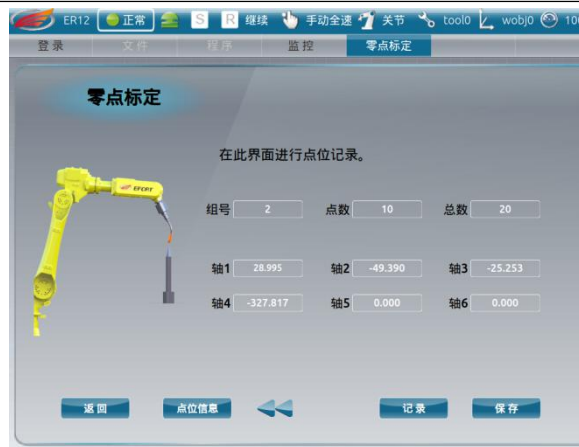 ER12 正常 S R 继续 手动全速 关节 tool0 wobj0 100
登录 文件 程序 监控 零点标定
零点标定
在此界面进行点位记录。
EFORT
组号 2 点数 10 总数 20
轴1 28.995 轴2 -49.390 轴3 -25.253
轴4 -327.817 轴5 0.000 轴6 0.000
返回 点位信息 记录 保存